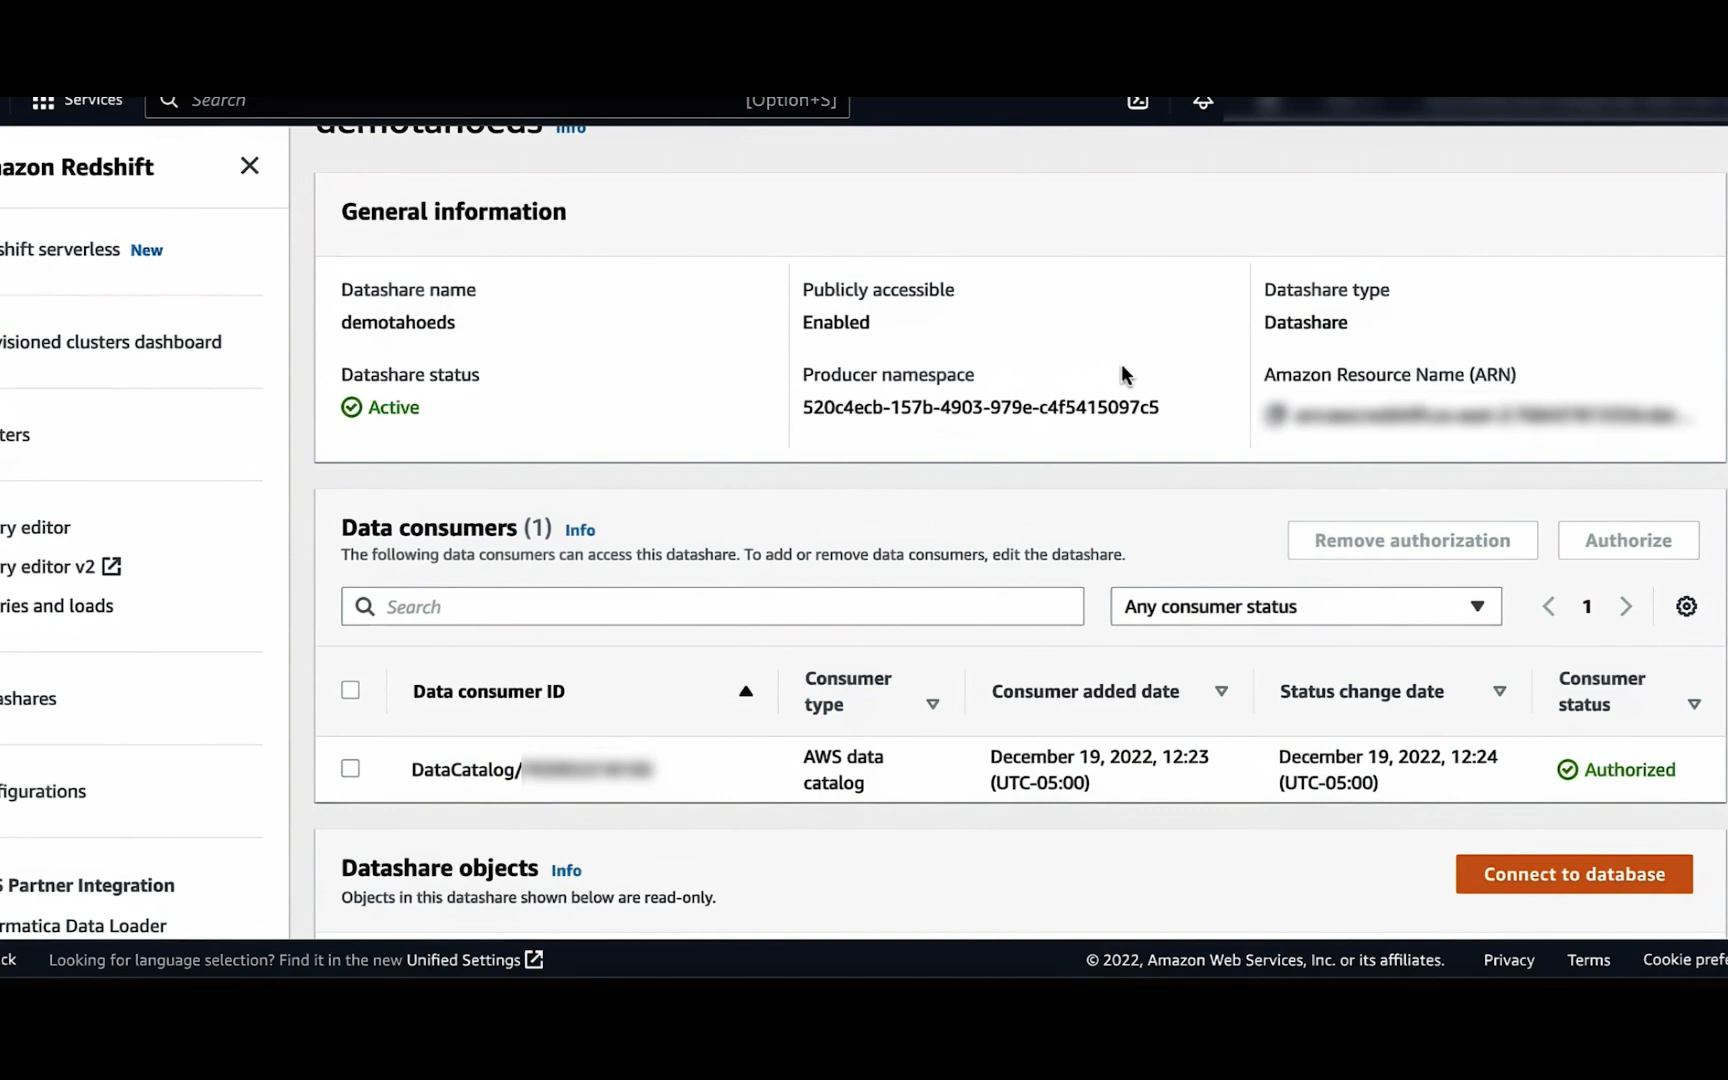 Services
Search
[Option+S]
demotahoeds Info
azon Redshift
shift serverless New
visioned clusters dashboard
ters
ry editor
ry editor v2
ries and loads
ashares
figurations
S Partner Integration
rmatica Data Loader
General information
Datashare name
demotahoeds
Datashare status
Active
Publicly accessible
Enabled
Producer namespace
520c4ecb-157b-4903-979e-c4f5415097c5
Datashare type
Datashare
Amazon Resource Name (ARN)
Data consumers (1) Info
The following data consumers can access this datashare. To add or remove data consumers, edit the datashare.
Remove authorization
Authorize
Search
Any consumer status
1
Data consumer ID
Consumer
type
Consumer added date
Status change date
Consumer
status
DataCatalog/
AWS data
catalog
December 19, 2022, 12:23
(UTC-05:00)
December 19, 2022, 12:24
(UTC-05:00)
Authorized
Datashare objects Info
Objects in this datashare shown below are read-only.
Connect to database
ck
Looking for language selection? Find it in the new Unified Settings
© 2022, Amazon Web Services, Inc. or its affiliates.
Privacy
Terms
Cookie prefe